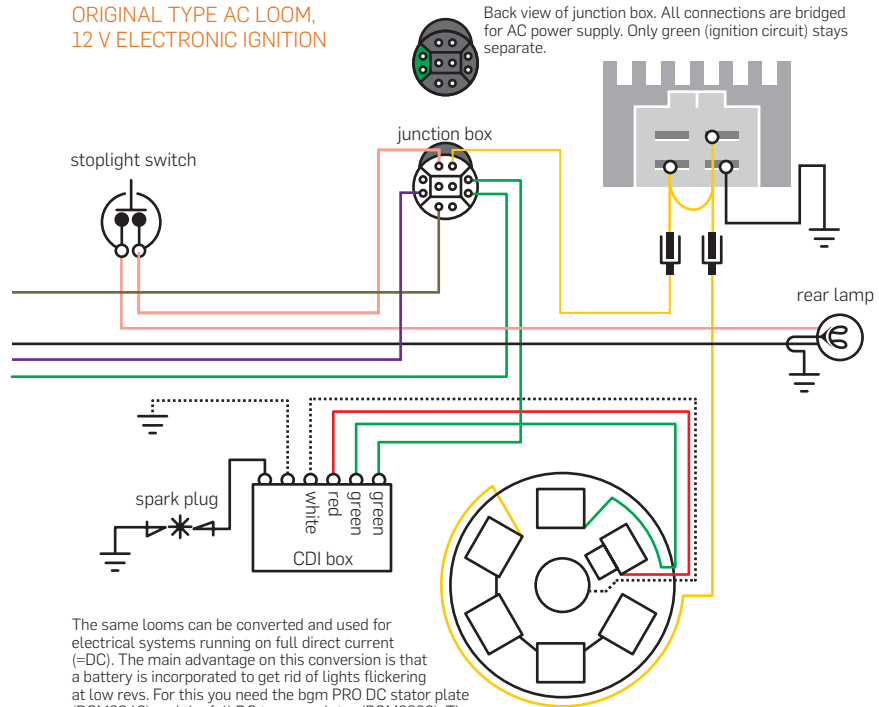 ORIGINAL TYPE AC LOOM,
12 V ELECTRONIC IGNITION
Back view of junction box. All connections are bridged
for AC power supply. Only green (ignition circuit) stays
separate.
junction box
stoplight switch
rear lamp
spark plug
white
red
green
green
CDI box
The same looms can be converted and used for
electrical systems running on full direct current
(=DC). The main advantage on this conversion is that
a battery is incorporated to get rid of lights flickering
at low revs. For this you need the bgm PRO DC stator plate